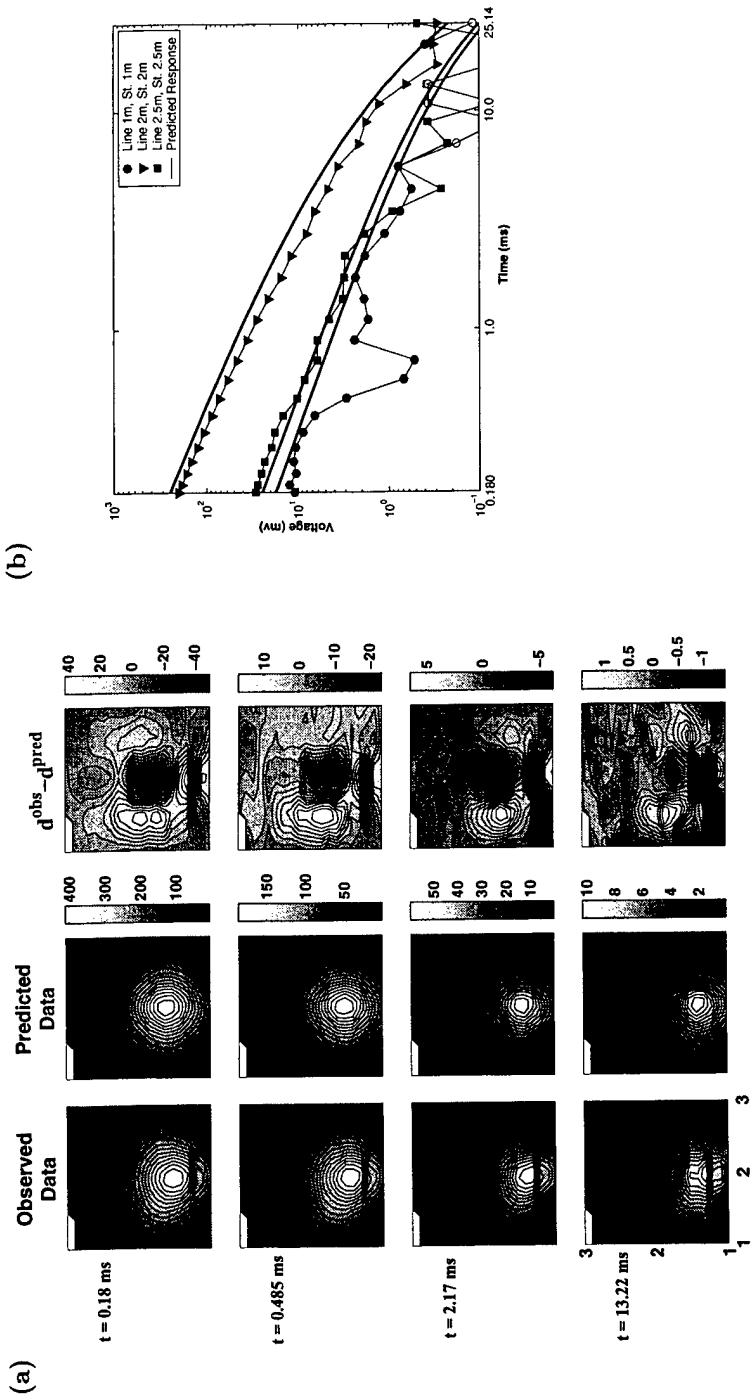 (a)
Observed
Data
Predicted
Data
d^obs–d^pred
t = 0.18 ms
400
300
200
100
40
20
0
−20
−40
t = 0.485 ms
150
100
50
10
0
−10
−20
t = 2.17 ms
50
40
30
20
10
5
0
−5
t = 13.22 ms
3
2
1
1
2
3
10
8
6
4
2
1
0.5
0
−0.5
−1
(b)
Line 1m, St. 1m
Line 2m, St. 2m
Line 2.5m, St. 2.5m
Predicted Response
Voltage (mv)
10^3
10^2
10^1
10^0
10^-1
0.180
1.0
10.0
25.14
Time (ms)